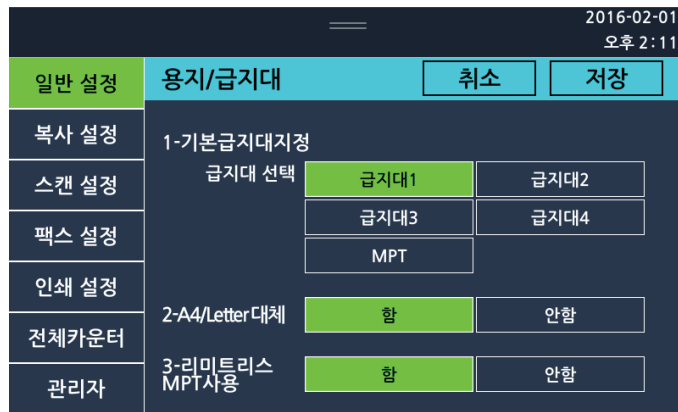 2016-02-01
오후 2:11
일반 설정
용지/급지대
취소
저장
복사 설정
스캔 설정
팩스 설정
인쇄 설정
전체카운터
관리자
1-기본급지대지정
급지대 선택
급지대1
급지대2
급지대3
급지대4
MPT
2-A4/Letter대체
함
안함
3-리미트리스
MPT사용
함
안함